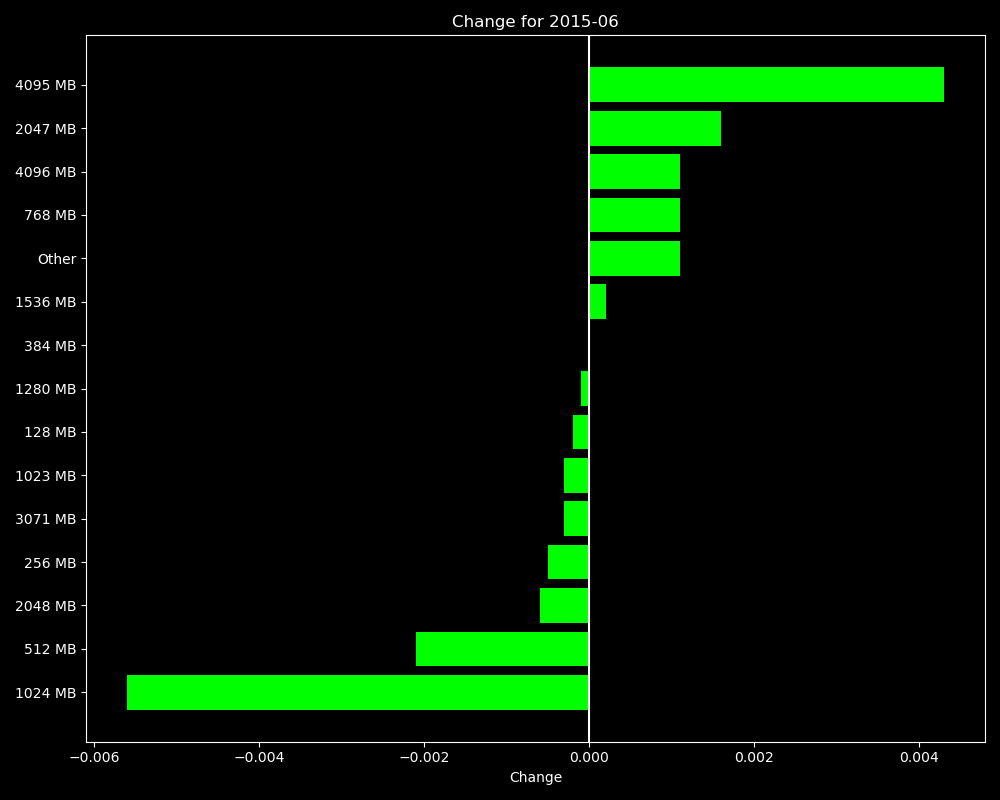 Change for 2015-06
4095 MB
2047 MB
4096 MB
768 MB
Other
1536 MB
384 MB
1280 MB
128 MB
1023 MB
3071 MB
256 MB
2048 MB
512 MB
1024 MB
−0.006 −0.004 −0.002 0.000 0.002 0.004
Change